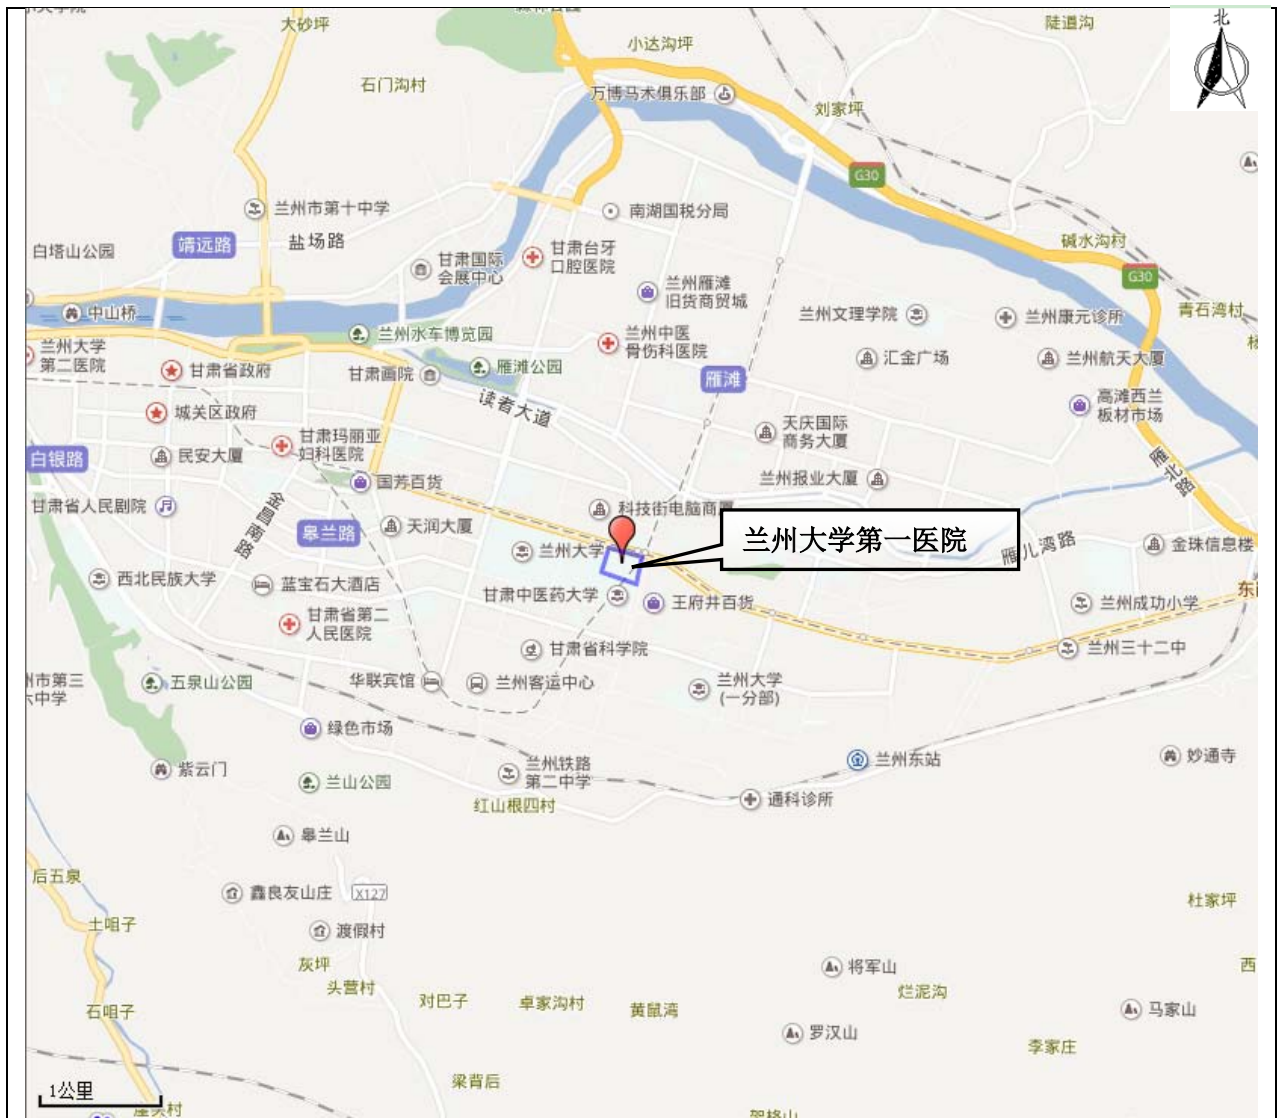 大砂坪
小达沟坪
陡道沟
北
石门沟村
万博马术俱乐部
刘家坪
G30
兰州市第十中学
南湖国税分局
白塔山公园
靖远路
盐场路
碱水沟村
甘肃国际
会展中心
甘肃台牙
口腔医院
G30
兰州雁滩
旧货商贸城
中山桥
兰州文理学院
兰州康元诊所
青石湾村
兰州水车博览园
兰州中医
骨伤科医院
兰州大学
第二医院
甘肃省政府
甘肃画院
雁滩公园
汇金广场
兰州航天大厦
雁滩
城关区政府
读者大道
高滩西兰
板材市场
天庆国际
商务大厦
甘肃玛丽亚
妇科医院
白银路
民安大厦
国芳百货
兰州报业大厦
雁北路
甘肃省人民剧院
金昌南路
皋兰路
天润大厦
科技街电脑商厦
兰州大学
兰州大学第一医院
雁儿湾路
金珠信息楼
西北民族大学
蓝宝石大酒店
甘肃中医药大学
王府井百货
兰州成功小学
东
甘肃省第二
人民医院
甘肃省科学院
兰州三十二中
州市第三
中学
五泉山公园
华联宾馆
兰州客运中心
兰州大学
(一分部)
绿色市场
紫云门
兰山公园
兰州铁路
第二中学
兰州东站
妙通寺
红山根四村
通科诊所
皋兰山
后五泉
鑫良友山庄
X127
杜家坪
土咀子
渡假村
灰坪
头营村
将军山
西
对巴子
卓家沟村
黄鼠湾
烂泥沟
石咀子
罗汉山
马家山
李家庄
梁背后
1公里